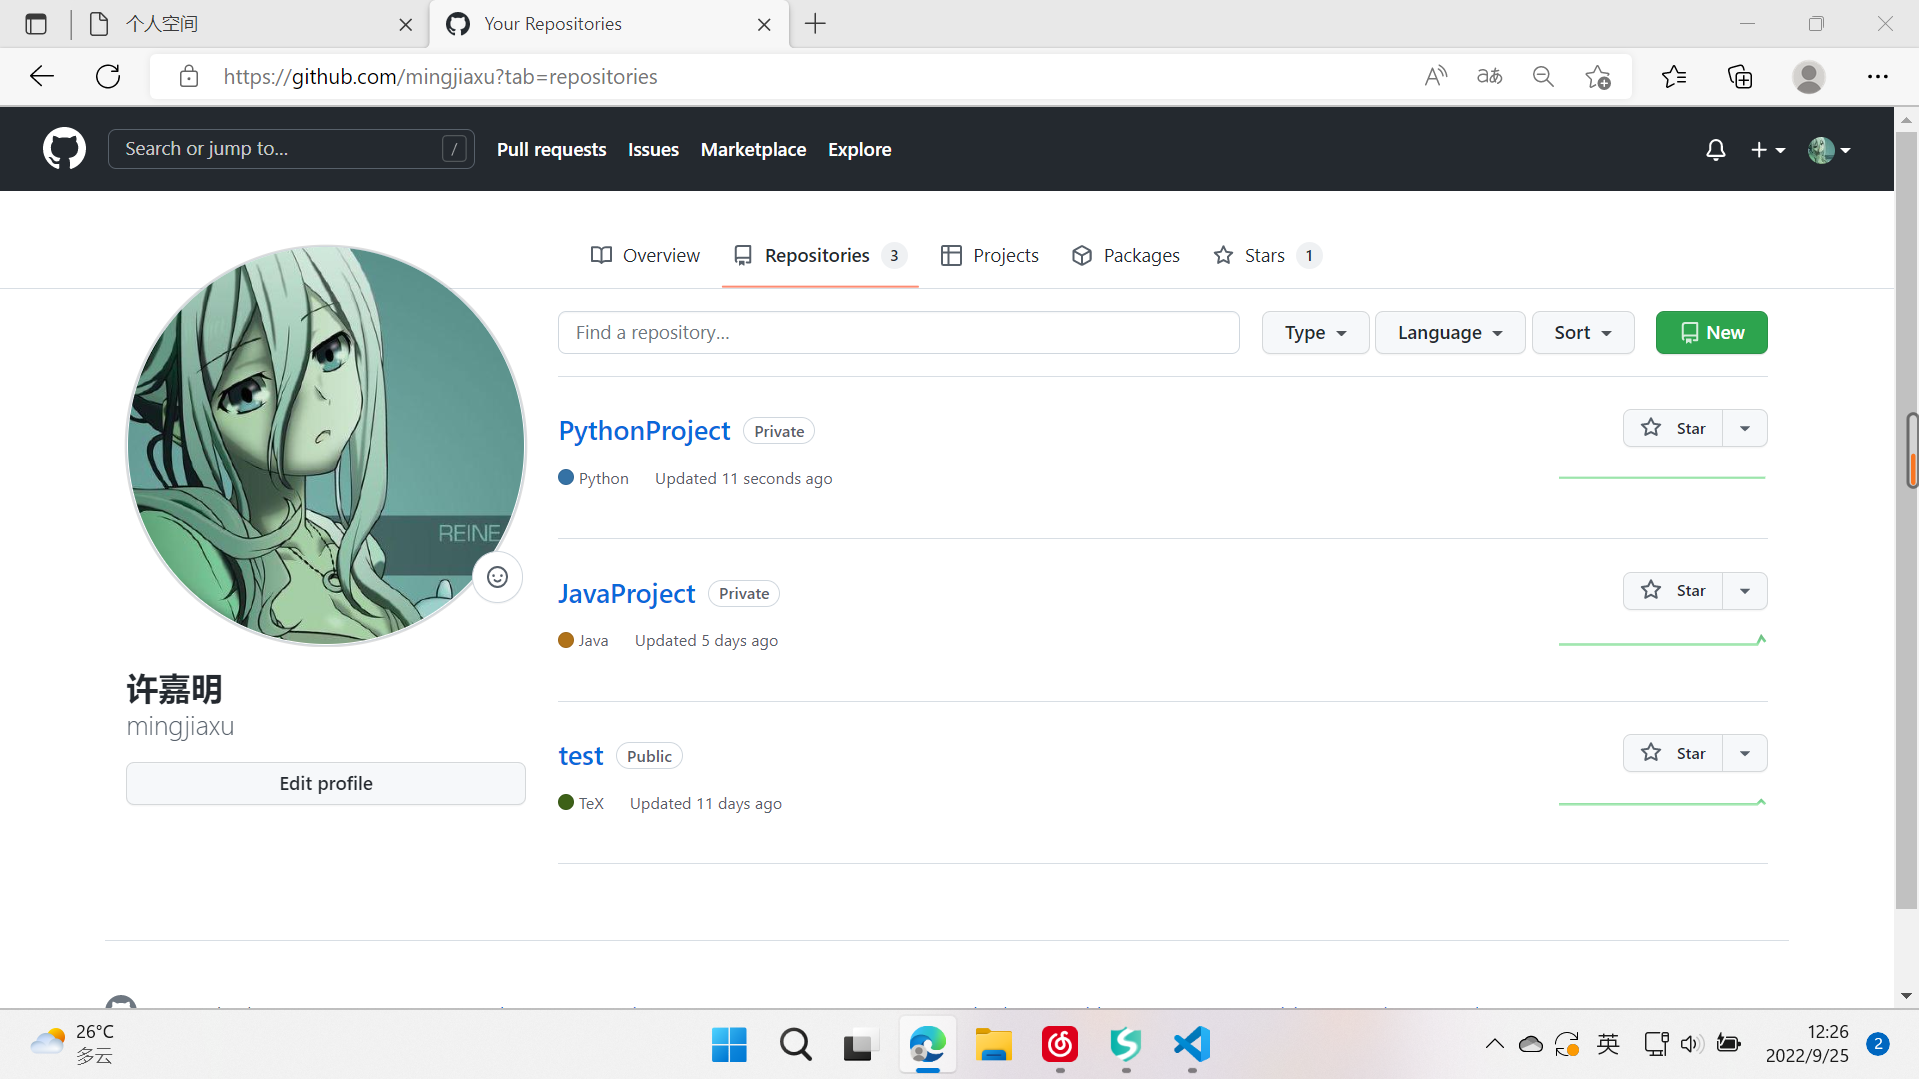 个人空间
Your Repositories
https://github.com/mingjiaxu?tab=repositories
Search or jump to...
/
Pull requests
Issues
Marketplace
Explore
Overview
Repositories 3
Projects
Packages
Stars 1
Find a repository...
Type
Language
Sort
New
REINE
许嘉明
mingjiaxu
Edit profile
PythonProject Private
Star
Python Updated 11 seconds ago
JavaProject Private
Star
Java Updated 5 days ago
test Public
Star
TeX Updated 11 days ago
26°C
多云
英
12:26
2022/9/25
2